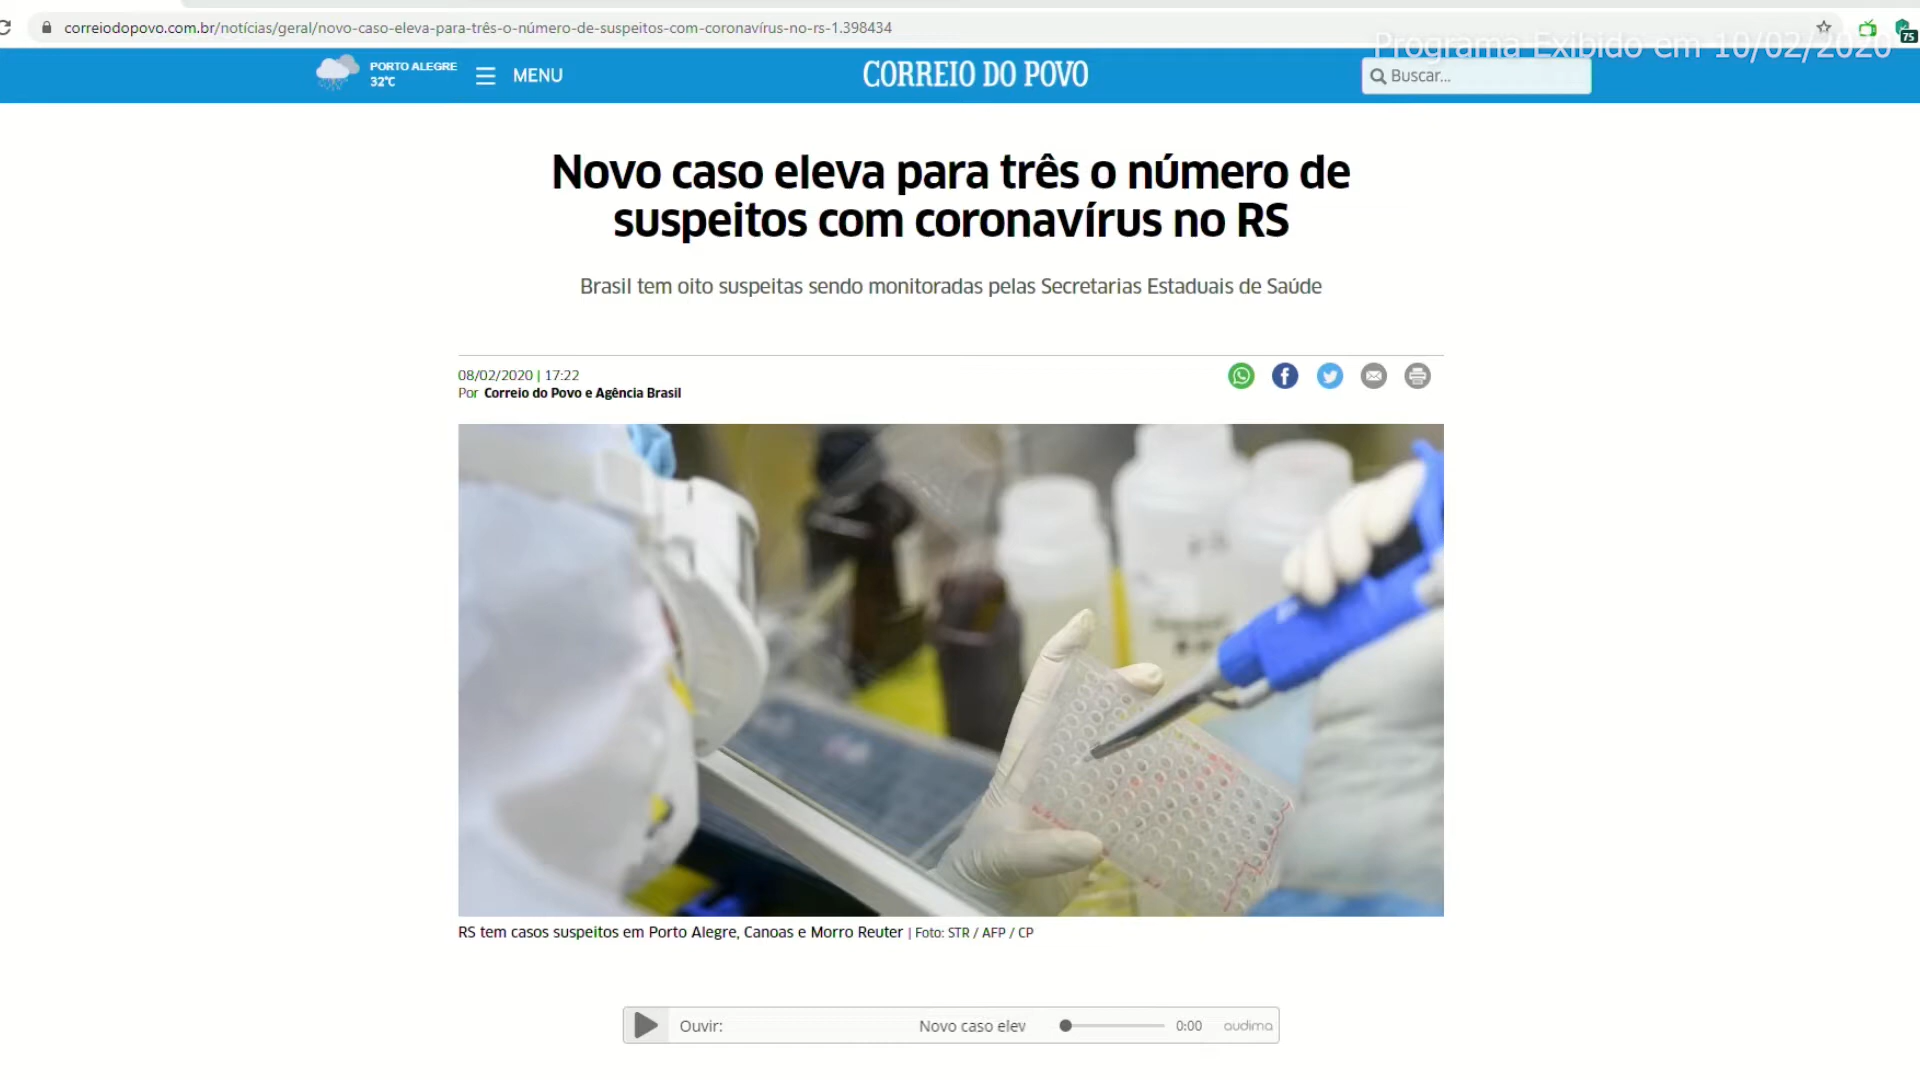 correiodopovo.com.br/notícias/geral/novo-caso-eleva-para-três-o-número-de-suspeitos-com-coronavírus-no-rs-1.398434
75
Programa Exibido em 10/02/2020
PORTO ALEGRE
32°C
MENU
CORREIO DO POVO
Buscar...
Novo caso eleva para três o número de
suspeitos com coronavírus no RS
Brasil tem oito suspeitas sendo monitoradas pelas Secretarias Estaduais de Saúde
08/02/2020 | 17:22
Por Correio do Povo e Agência Brasil
RS tem casos suspeitos em Porto Alegre, Canoas e Morro Reuter | Foto: STR / AFP / CP
Ouvir: Novo caso elev 0:00 audima